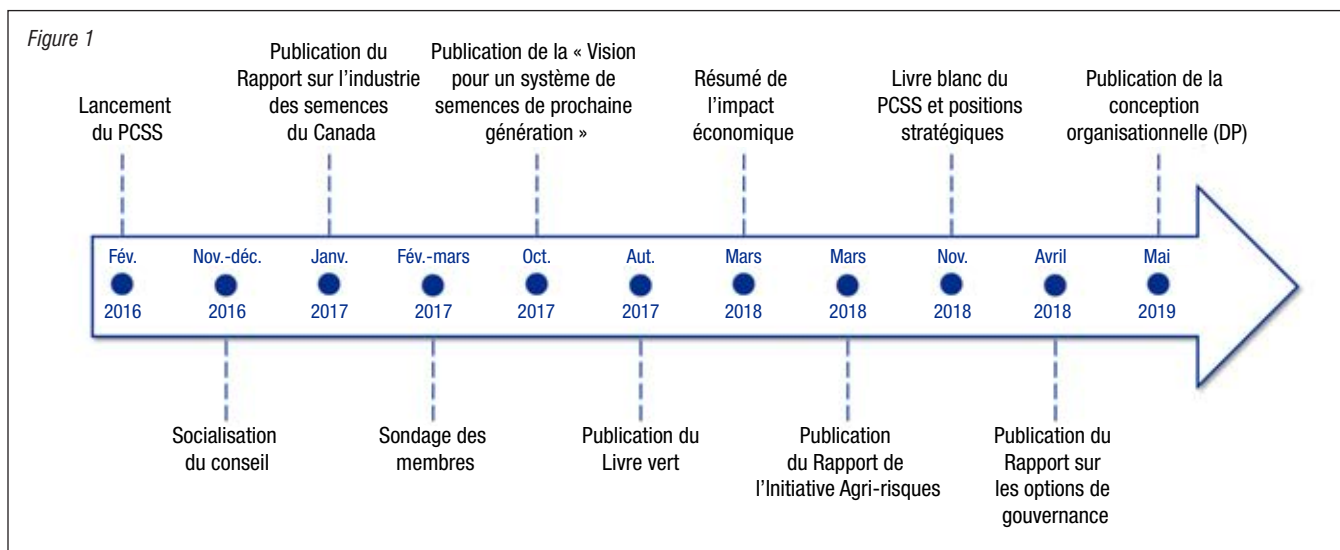 Figure 1
Lancement
du PCSS
Publication du
Rapport sur l’industrie
des semences
du Canada
Publication de la « Vision
pour un système de
semences de prochaine
génération »
Résumé de
l’impact
économique
Livre blanc du
PCSS et positions
stratégiques
Publication de la
conception
organisationnelle (DP)
Fév.
2016
Nov.-déc.
2016
Janv.
2017
Fév.-mars
2017
Oct.
2017
Aut.
2017
Mars
2018
Mars
2018
Nov.
2018
Avril
2018
Mai
2019
Socialisation
du conseil
Sondage des
membres
Publication du
Livre vert
Publication
du Rapport de
l’Initiative Agri-risques
Publication du
Rapport sur
les options de
gouvernance